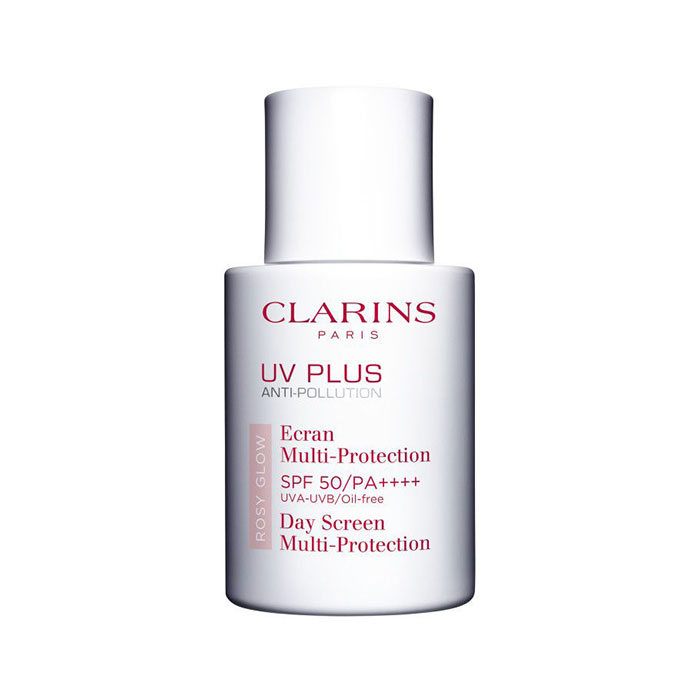 CLARINS
PARIS
UV PLUS
ANTI-POLLUTION
ROSY GLOW
Ecran
Multi-Protection
SPF 50/PA++++
UVA-UVB/Oil-free
Day Screen
Multi-Protection